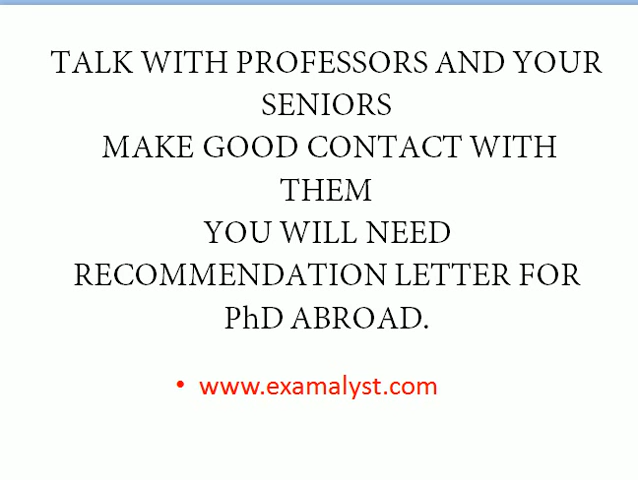 TALK WITH PROFESSORS AND YOUR
SENIORS
MAKE GOOD CONTACT WITH
THEM
YOU WILL NEED
RECOMMENDATION LETTER FOR
PhD ABROAD.
• www.examalyst.com